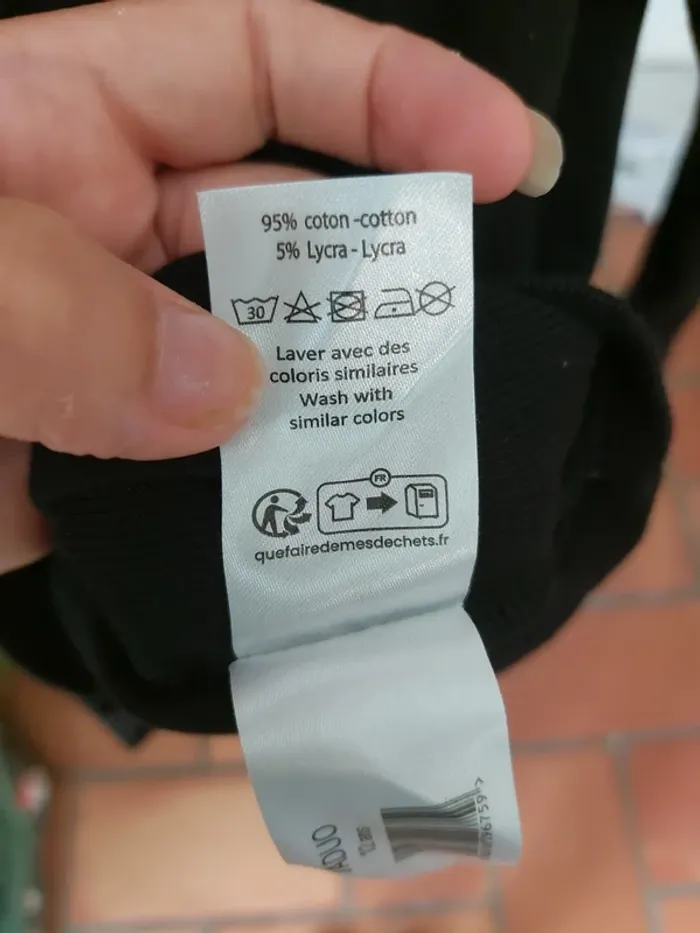 95% coton -cotton
5% Lycra - Lycra
30
Laver avec des
coloris similaires
Wash with
similar colors
FR
quefairedemesdechets.fr